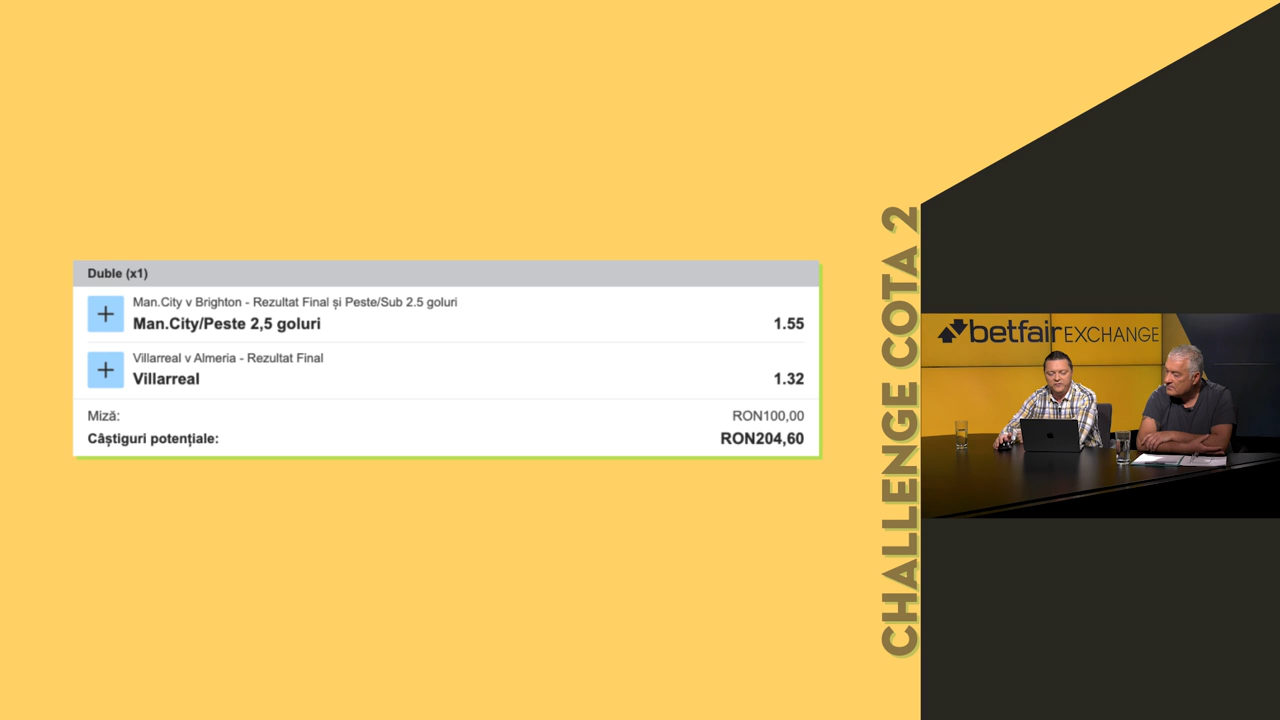 Duble (x1)
Man.City v Brighton - Rezultat Final și Peste/Sub 2.5 goluri
Man.City/Peste 2,5 goluri
1.55
Villarreal v Almeria - Rezultat Final
Villarreal
1.32
Miză:
RON100,00
Câștiguri potențiale:
RON204,60
CHALLENGE COTA 2
betfair EXCHANGE